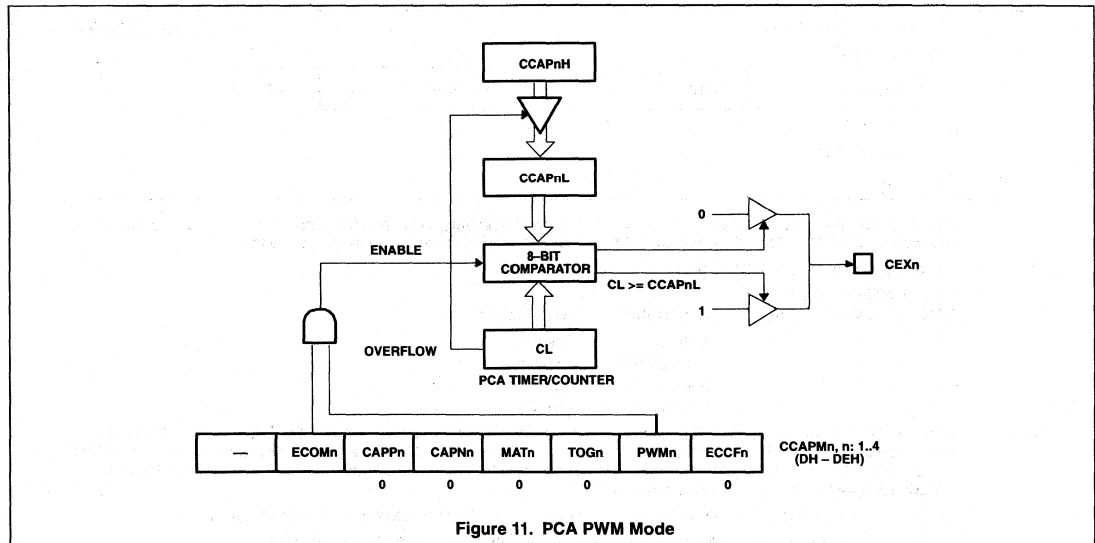 CCAPnH
CCAPnL
0
ENABLE
8–BIT
COMPARATOR
CEXn
CL >= CCAPnL
1
OVERFLOW
CL
PCA TIMER/COUNTER
— ECOMn CAPPn CAPNn MATn TOGn PWMn ECCFn
CCAPMn, n: 1..4
(DH – DEH)
0 0 0 0 0
Figure 11. PCA PWM Mode